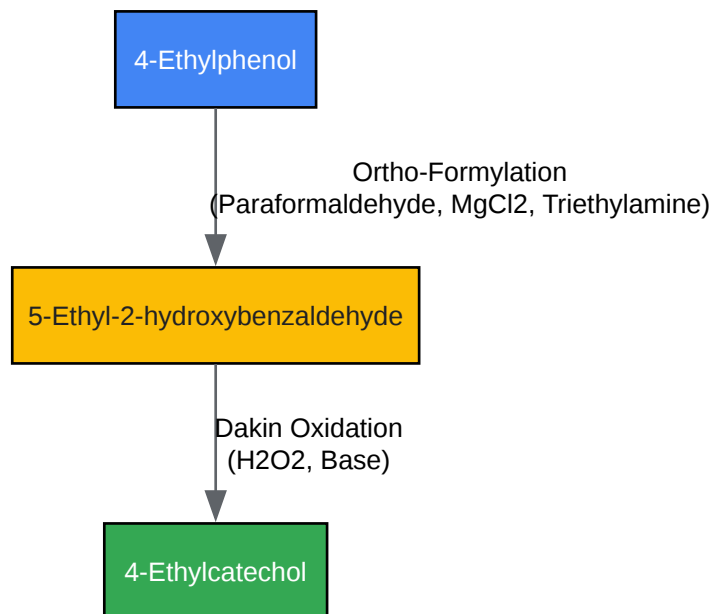 4-Ethylphenol
Ortho-Formylation
(Paraformaldehyde, MgCl2, Triethylamine)
5-Ethyl-2-hydroxybenzaldehyde
Dakin Oxidation
(H2O2, Base)
4-Ethylcatechol